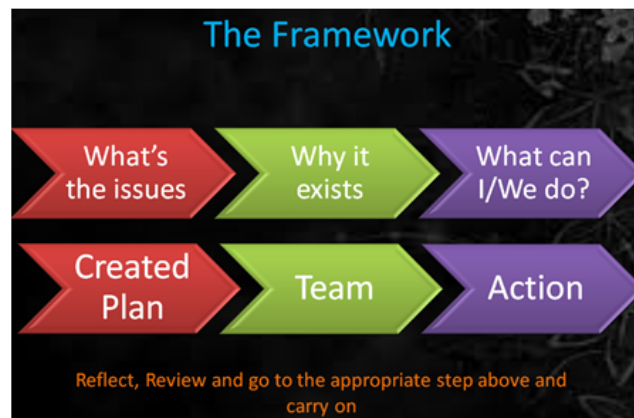 The Framework
What's
the issues
Why it
exists
What can
I/We do?
Created
Plan
Team
Action
Reflect, Review and go to the appropriate step above and
carry on